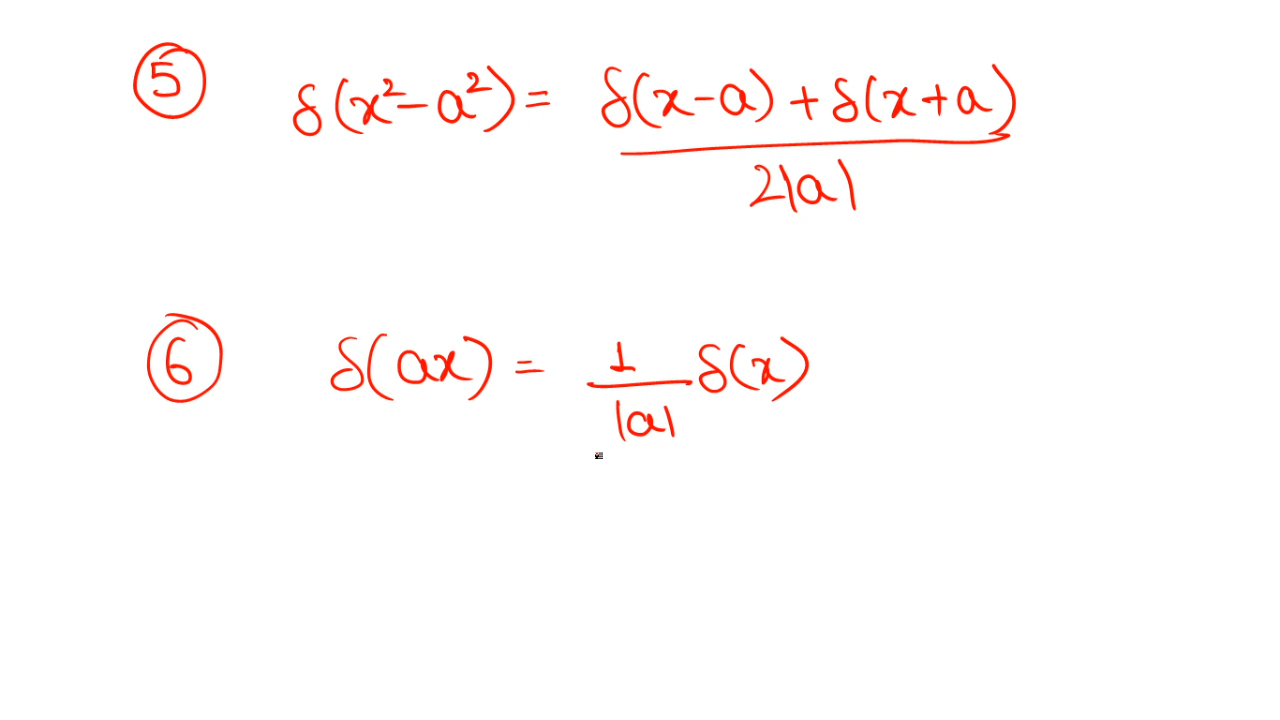 ⑤ δ(x²-a²) = (δ(x-a) + δ(x+a)) / 2|a|
⑥ δ(ax) = 1/|a| δ(x)